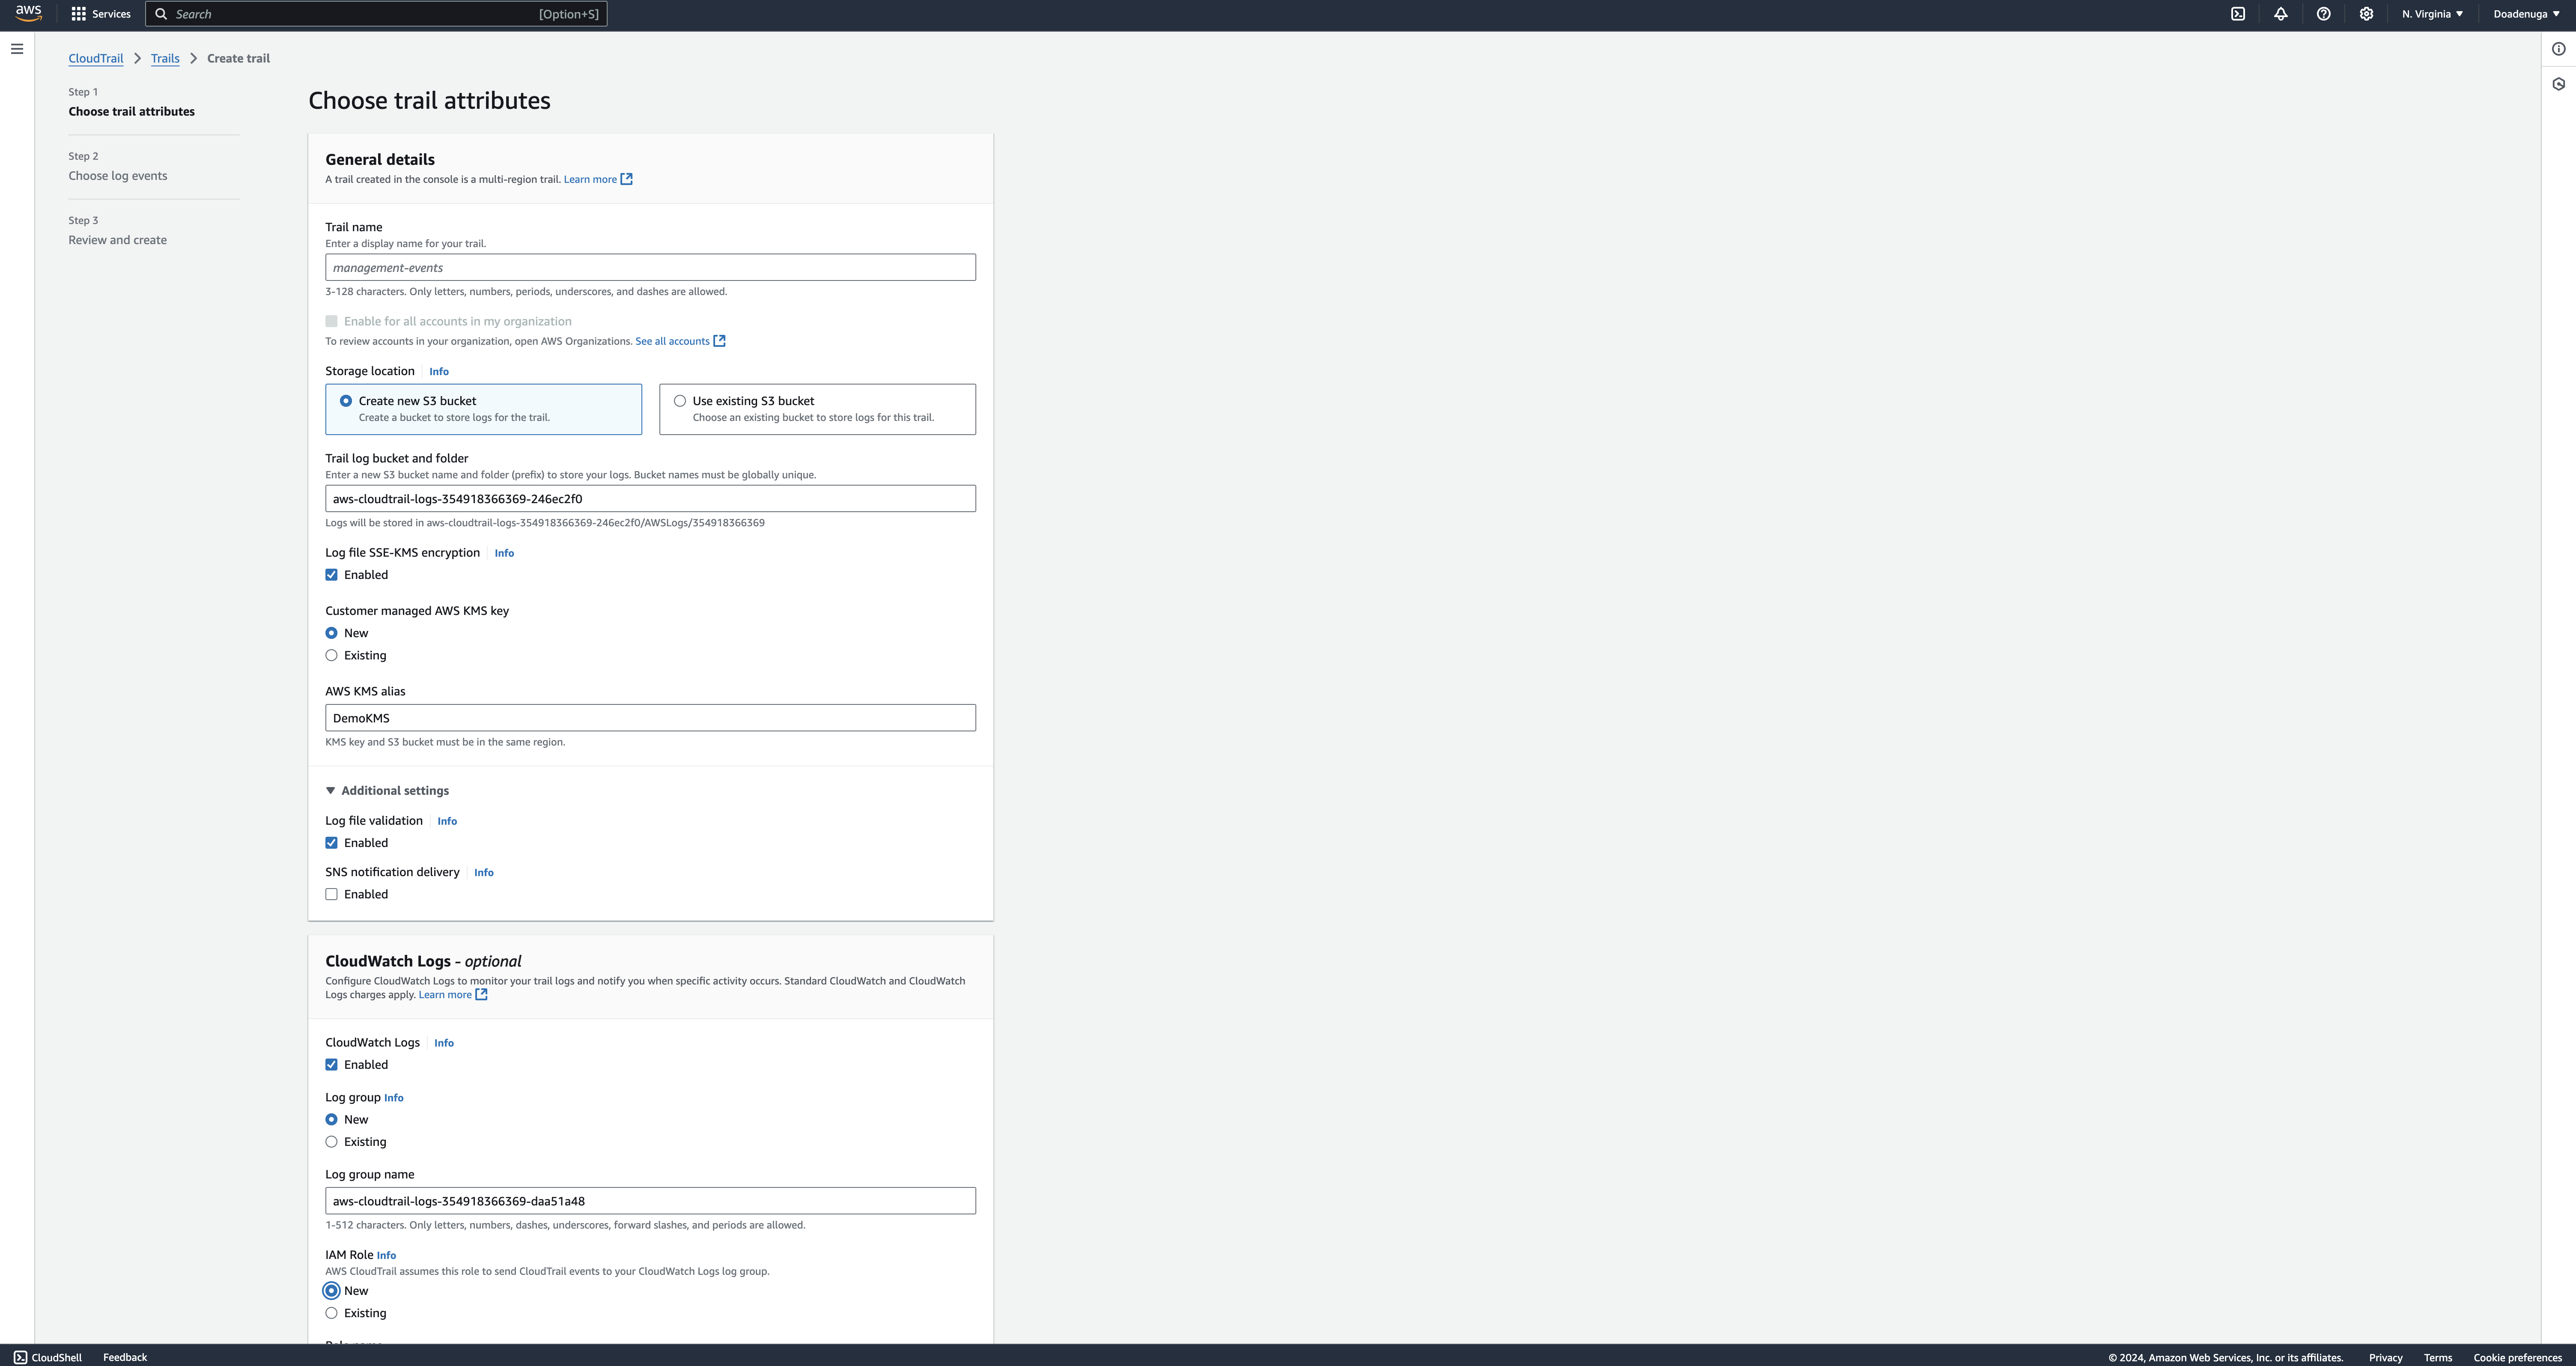 aws
Services
Search
[Option+S]
N. Virginia
Doadenuga
CloudTrail
Trails
Create trail
Step 1
Choose trail attributes
Step 2
Choose log events
Step 3
Review and create
Choose trail attributes
General details
A trail created in the console is a multi-region trail. Learn more
Trail name
Enter a display name for your trail.
management-events
3-128 characters. Only letters, numbers, periods, underscores, and dashes are allowed.
Enable for all accounts in my organization
To review accounts in your organization, open AWS Organizations. See all accounts
Storage location Info
Create new S3 bucket
Create a bucket to store logs for the trail.
Use existing S3 bucket
Choose an existing bucket to store logs for this trail.
Trail log bucket and folder
Enter a new S3 bucket name and folder (prefix) to store your logs. Bucket names must be globally unique.
aws-cloudtrail-logs-354918366369-246ec2f0
Logs will be stored in aws-cloudtrail-logs-354918366369-246ec2f0/AWSLogs/354918366369
Log file SSE-KMS encryption Info
Enabled
Customer managed AWS KMS key
New
Existing
AWS KMS alias
DemoKMS
KMS key and S3 bucket must be in the same region.
Additional settings
Log file validation Info
Enabled
SNS notification delivery Info
Enabled
CloudWatch Logs - optional
Configure CloudWatch Logs to monitor your trail logs and notify you when specific activity occurs. Standard CloudWatch and CloudWatch
Logs charges apply. Learn more
CloudWatch Logs Info
Enabled
Log group Info
New
Existing
Log group name
aws-cloudtrail-logs-354918366369-daa51a48
1-512 characters. Only letters, numbers, dashes, underscores, forward slashes, and periods are allowed.
IAM Role Info
AWS CloudTrail assumes this role to send CloudTrail events to your CloudWatch Logs log group.
New
Existing
CloudShell
Feedback
© 2024, Amazon Web Services, Inc. or its affiliates.
Privacy
Terms
Cookie preferences